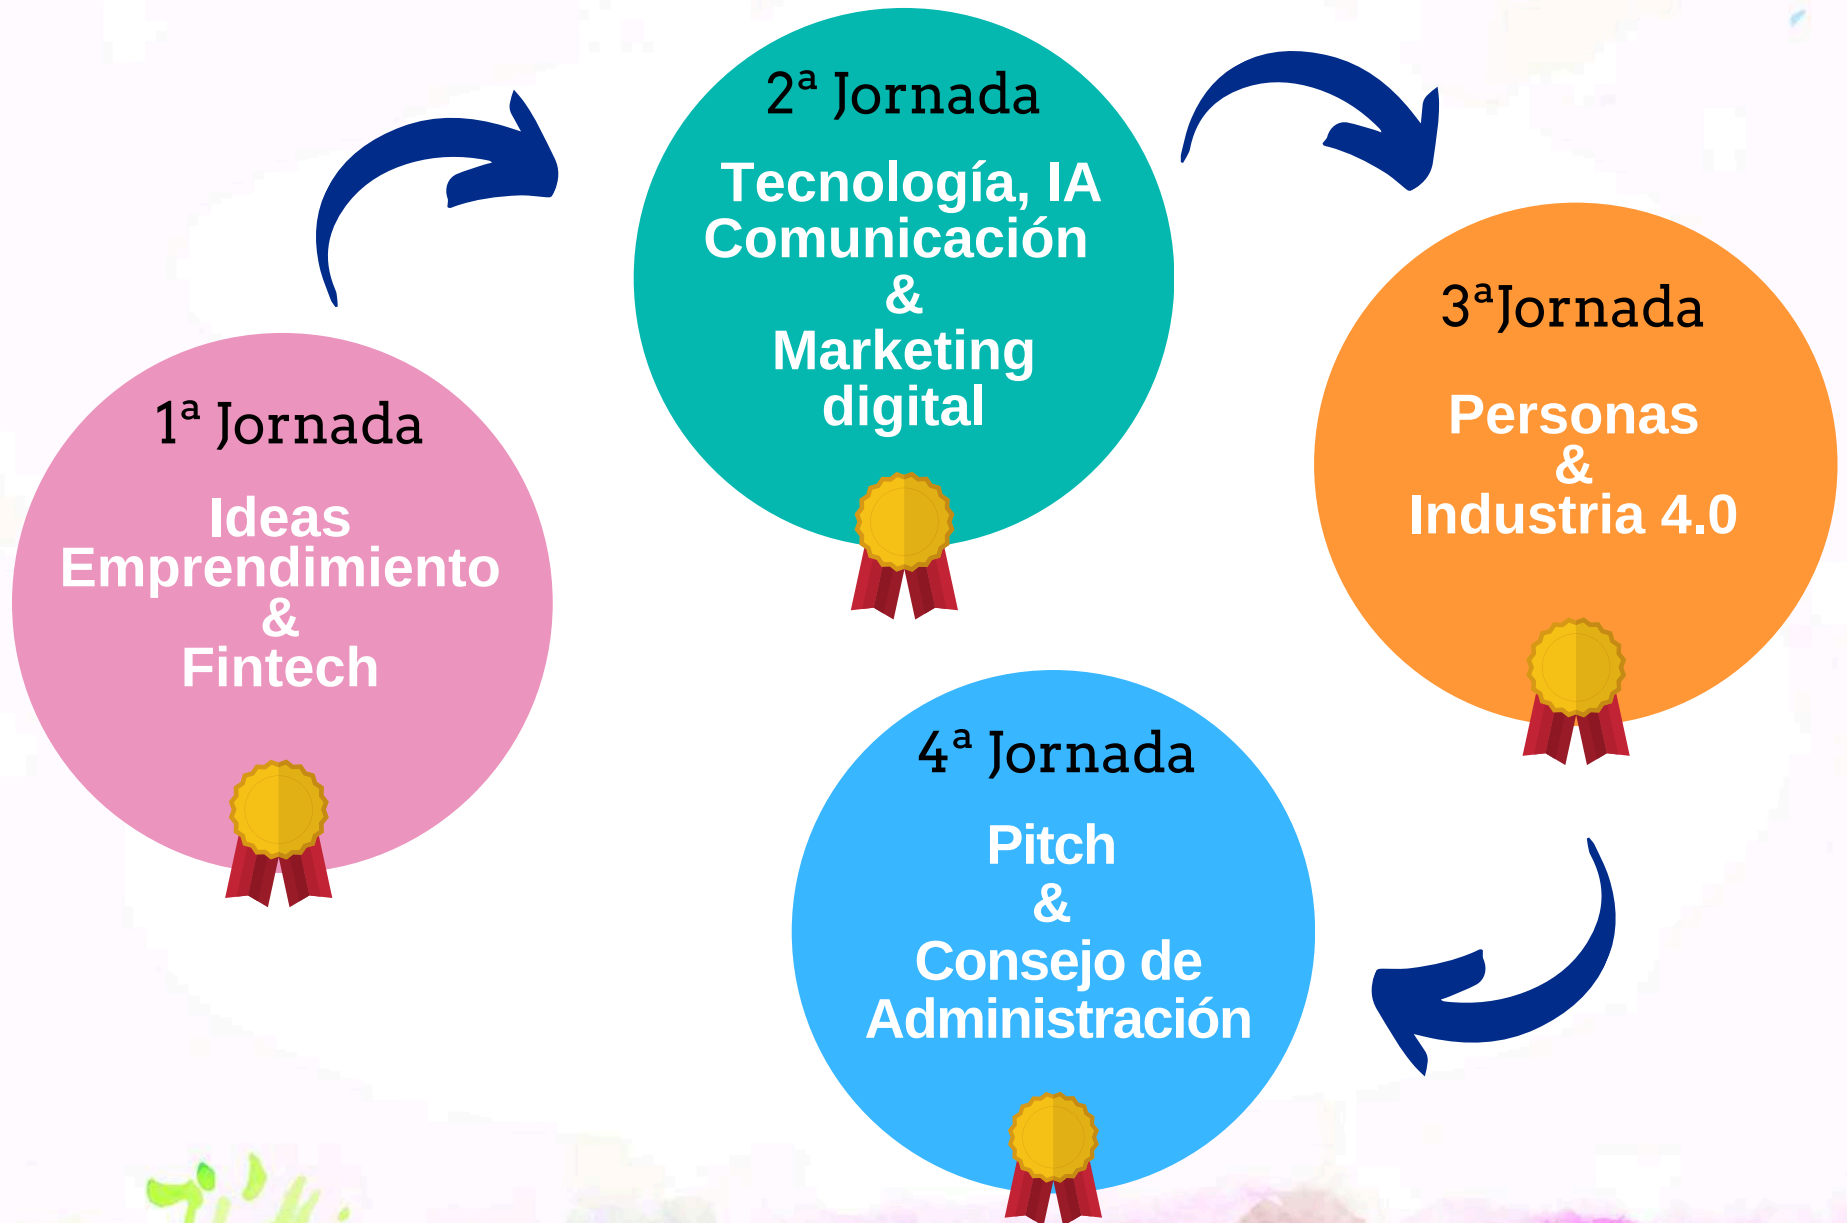 1ª Jornada
Ideas
Emprendimiento
&
Fintech
2ª Jornada
Tecnología, IA
Comunicación
&
Marketing
digital
3ªJornada
Personas
&
Industria 4.0
4ª Jornada
Pitch
&
Consejo de
Administración